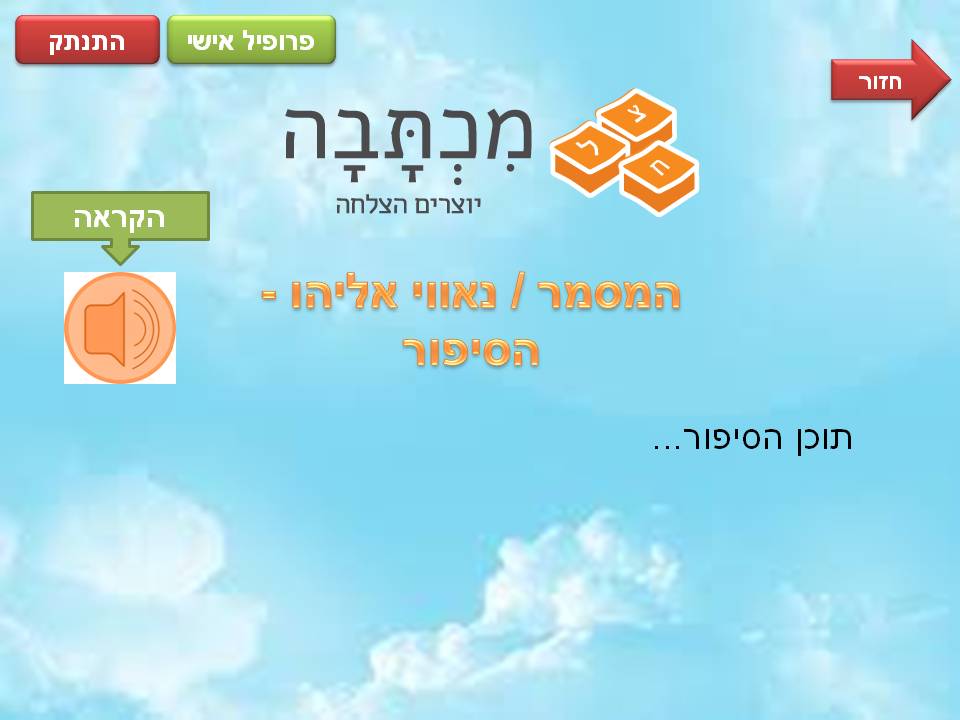 התנתק
פרופיל אישי
חזור
מִכְתָּבָה
יוצרים הצלחה
צ
ל
ח
הקראה
המסמר / נאווי אליהו -
הסיפור
תוכן הסיפור...